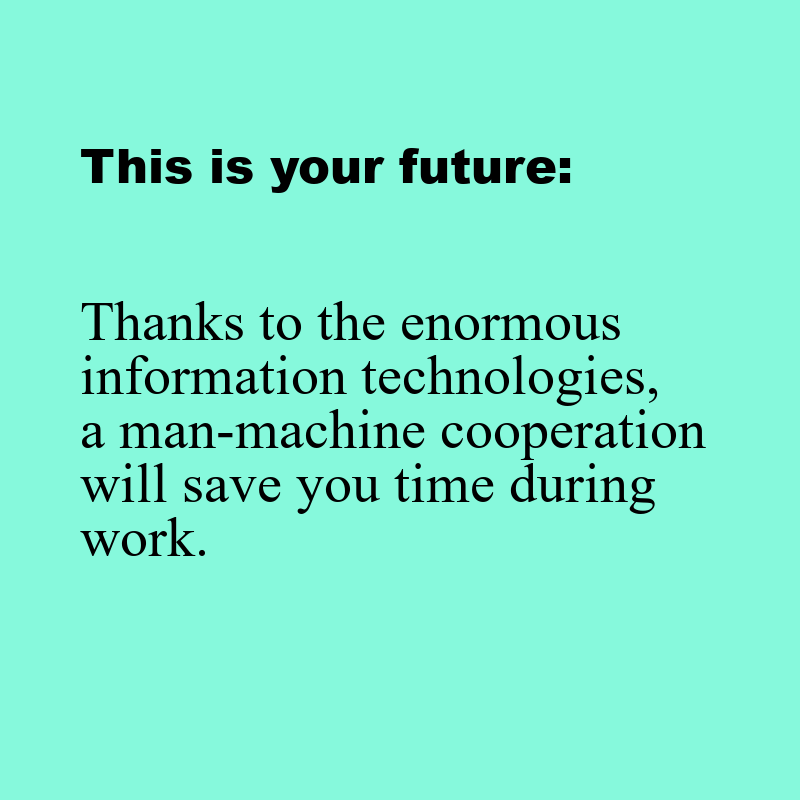 This is your future:
Thanks to the enormous
information technologies,
a man-machine cooperation
will save you time during
work.